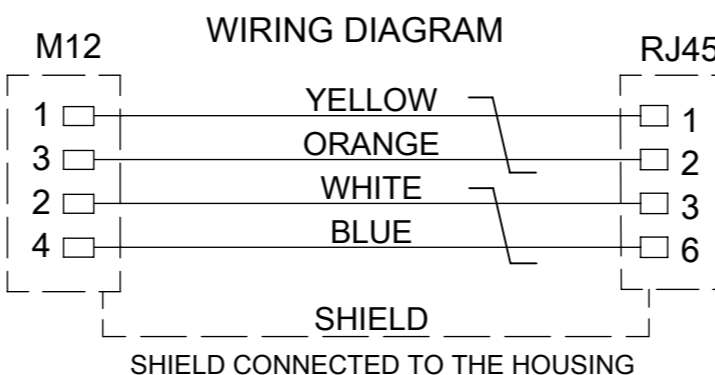 WIRING DIAGRAM
M12 RJ45
1 YELLOW 1
3 ORANGE 2
2 WHITE 3
4 BLUE 6
SHIELD
SHIELD CONNECTED TO THE HOUSING